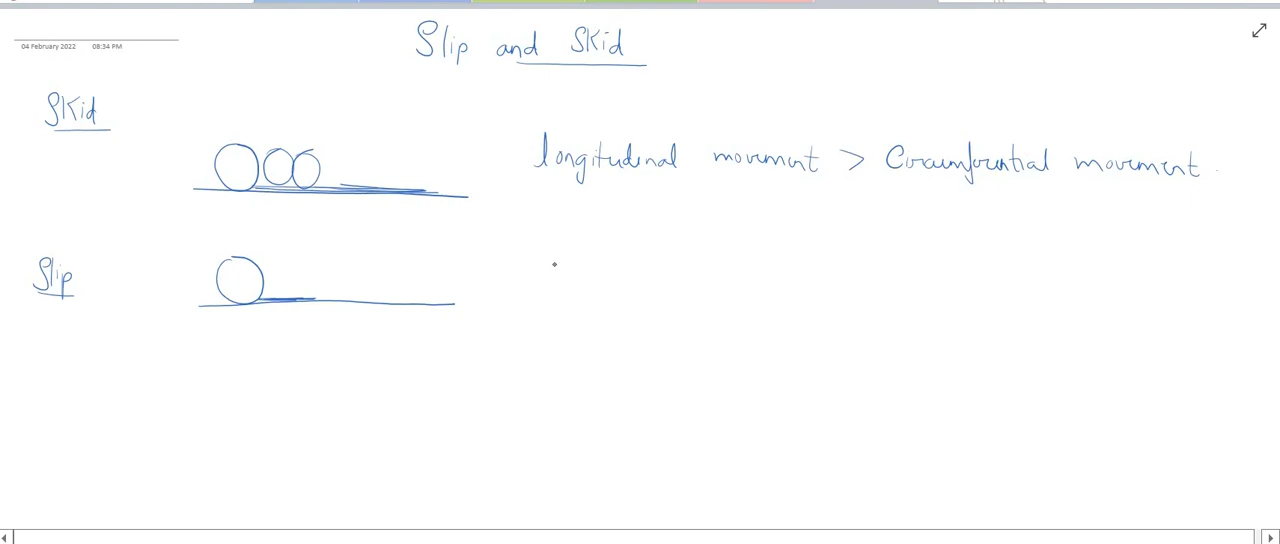 04 February 2022 08:34 PM
Slip and Skid
Skid
longitudinal movement > Circumferential movement.
Slip